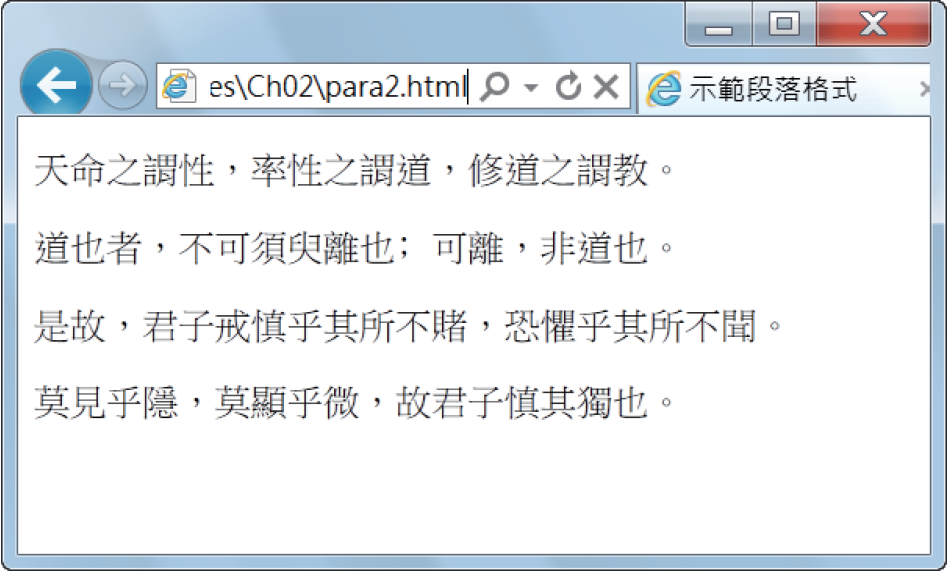 es\Ch02\para2.html
示範段落格式
天命之謂性，率性之謂道，修道之謂教。
道也者，不可須臾離也; 可離，非道也。
是故，君子戒慎乎其所不賭，恐懼乎其所不聞。
莫見乎隱，莫顯乎微，故君子慎其獨也。